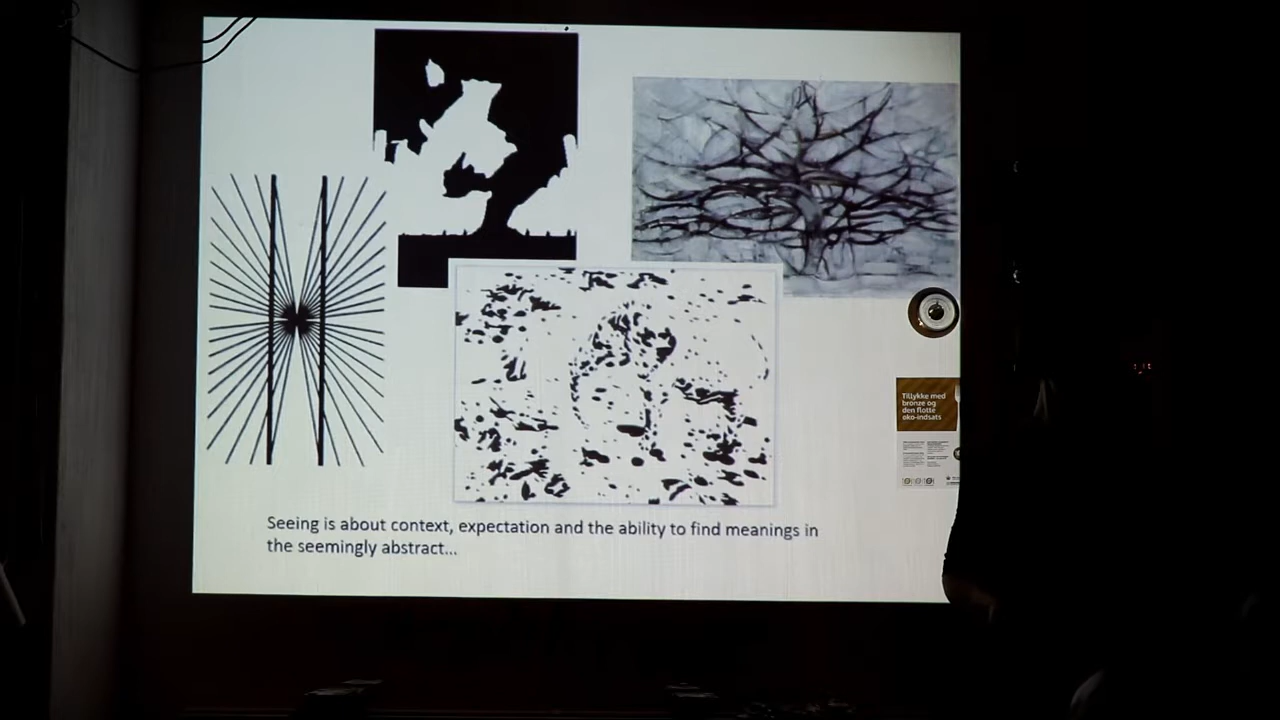 Tillykke med
bronze og
den flotte
øko-indsats
Seeing is about context, expectation and the ability to find meanings in
the seemingly abstract...